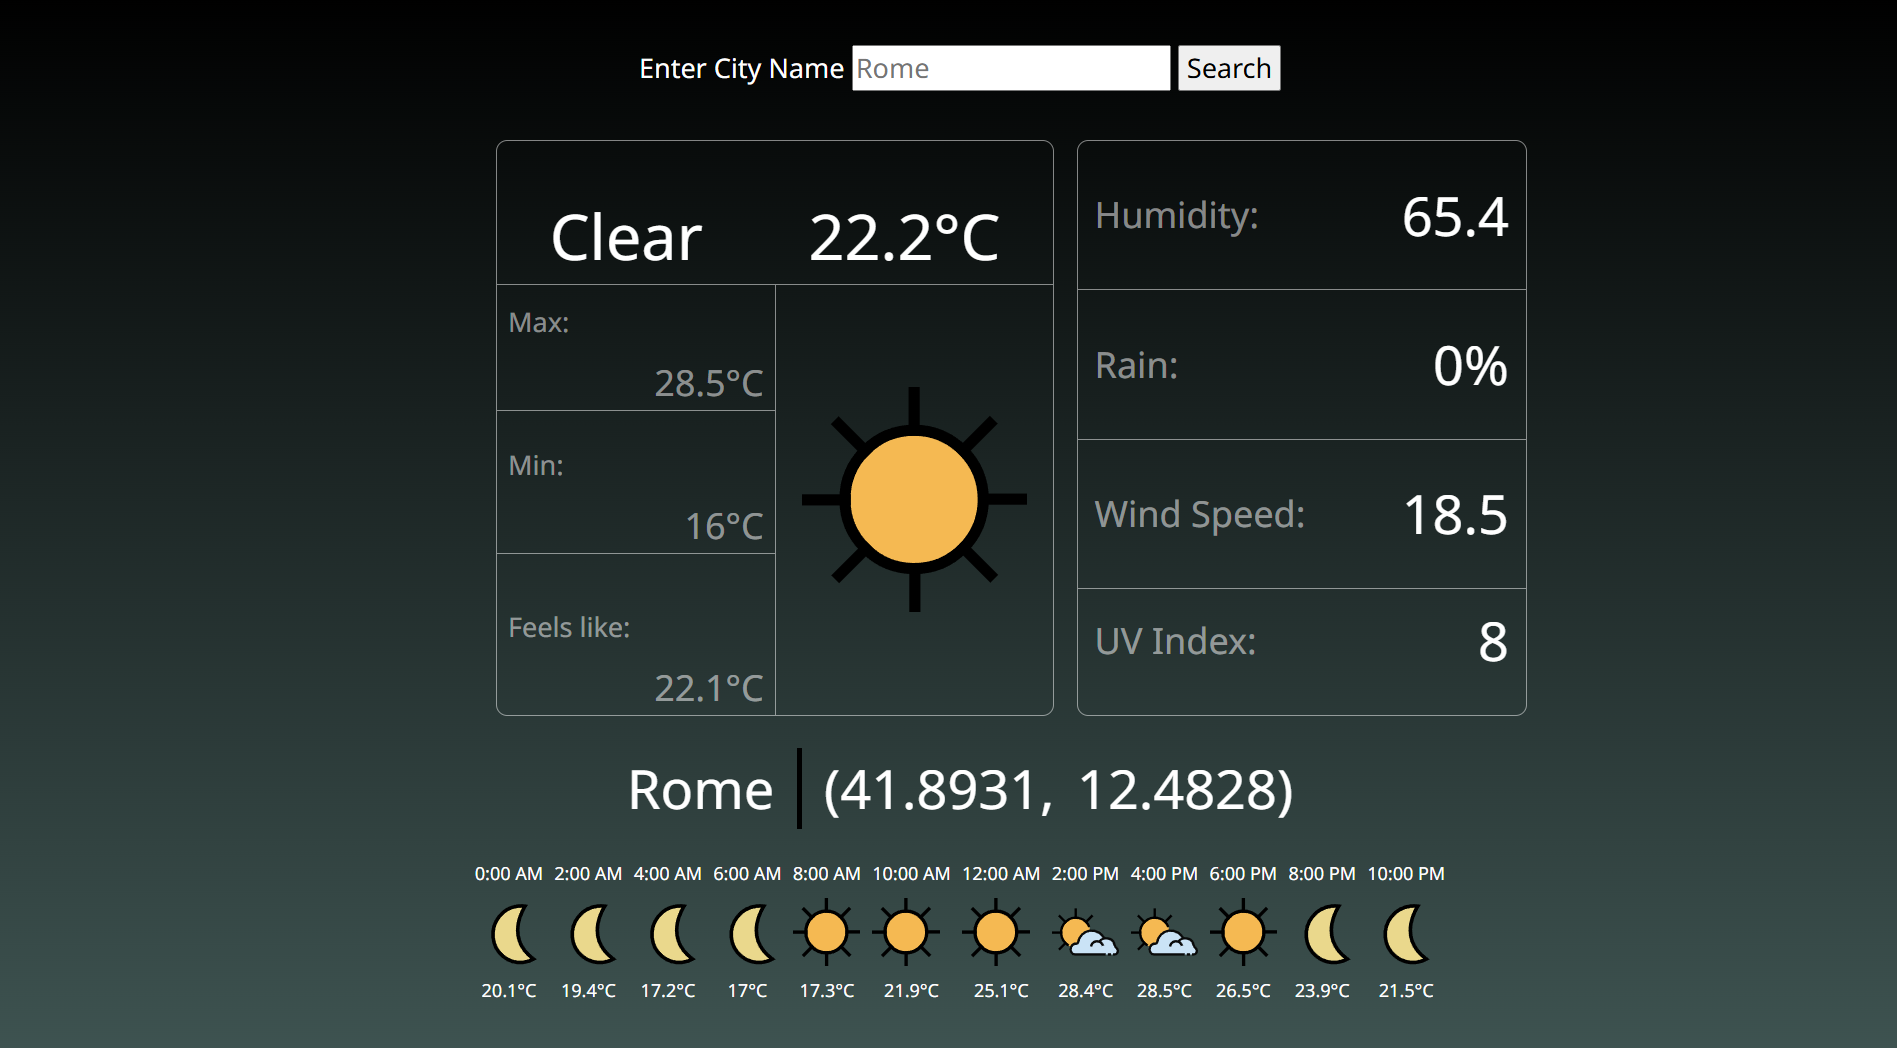 Enter City Name Rome Search
Clear 22.2°C
Max:
28.5°C
Min:
16°C
Feels like:
22.1°C
Humidity: 65.4
Rain: 0%
Wind Speed: 18.5
UV Index: 8
Rome (41.8931, 12.4828)
0:00 AM 2:00 AM 4:00 AM 6:00 AM 8:00 AM 10:00 AM 12:00 AM 2:00 PM 4:00 PM 6:00 PM 8:00 PM 10:00 PM
20.1°C 19.4°C 17.2°C 17°C 17.3°C 21.9°C 25.1°C 28.4°C 28.5°C 26.5°C 23.9°C 21.5°C